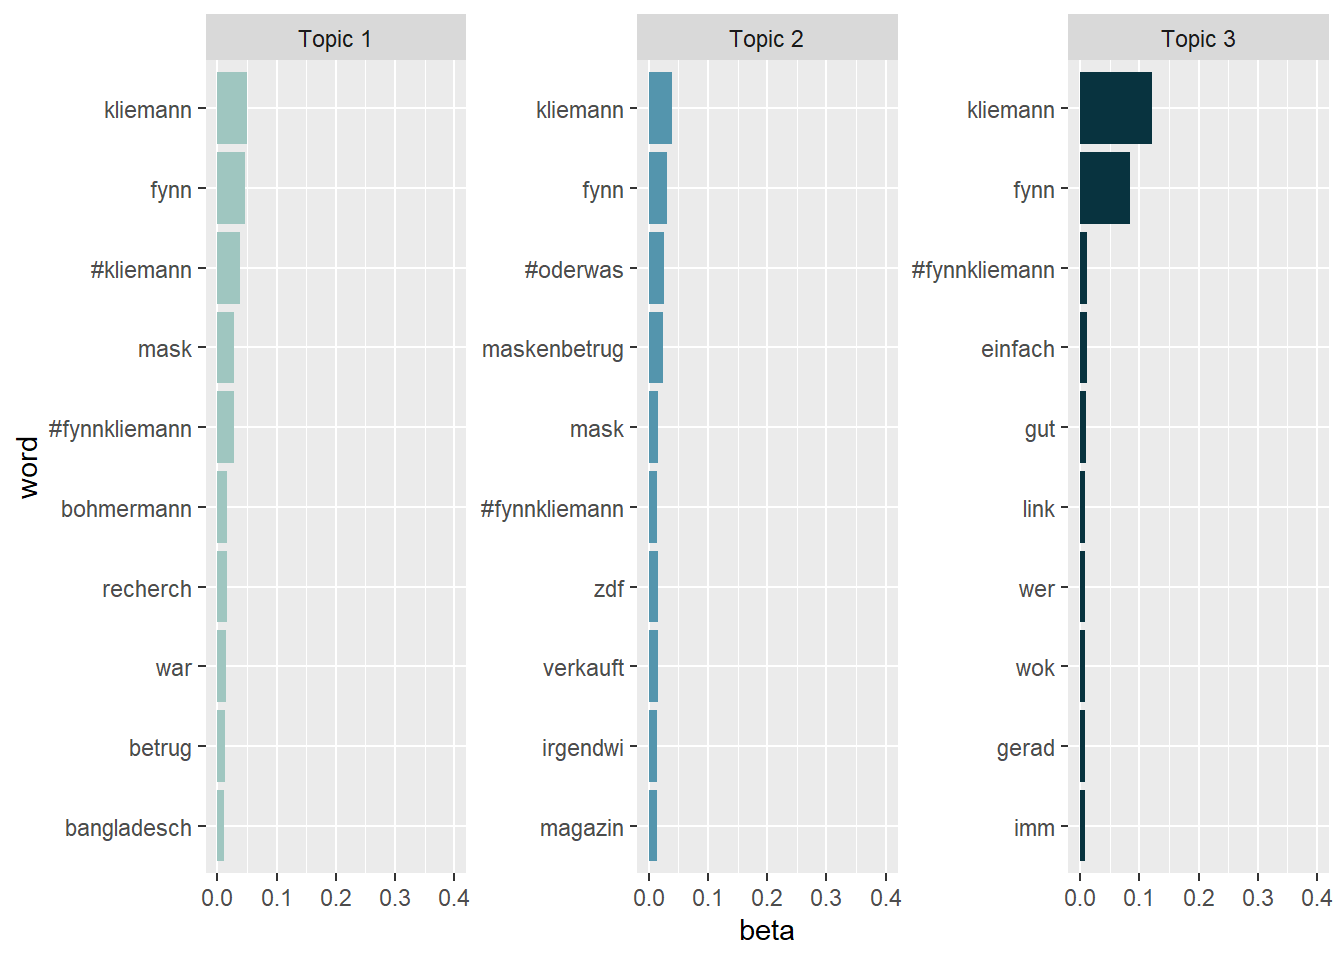 Topic 1
Topic 2
Topic 3
word
kliemann
fynn
#kliemann
mask
#fynnkliemann
bohmermann
recherch
war
betrug
bangladesch
0.0 0.1 0.2 0.3 0.4
kliemann
fynn
#oderwas
maskenbetrug
mask
#fynnkliemann
zdf
verkauft
irgendwi
magazin
0.0 0.1 0.2 0.3 0.4
kliemann
fynn
#fynnkliemann
einfach
gut
link
wer
wok
gerad
imm
0.0 0.1 0.2 0.3 0.4
beta